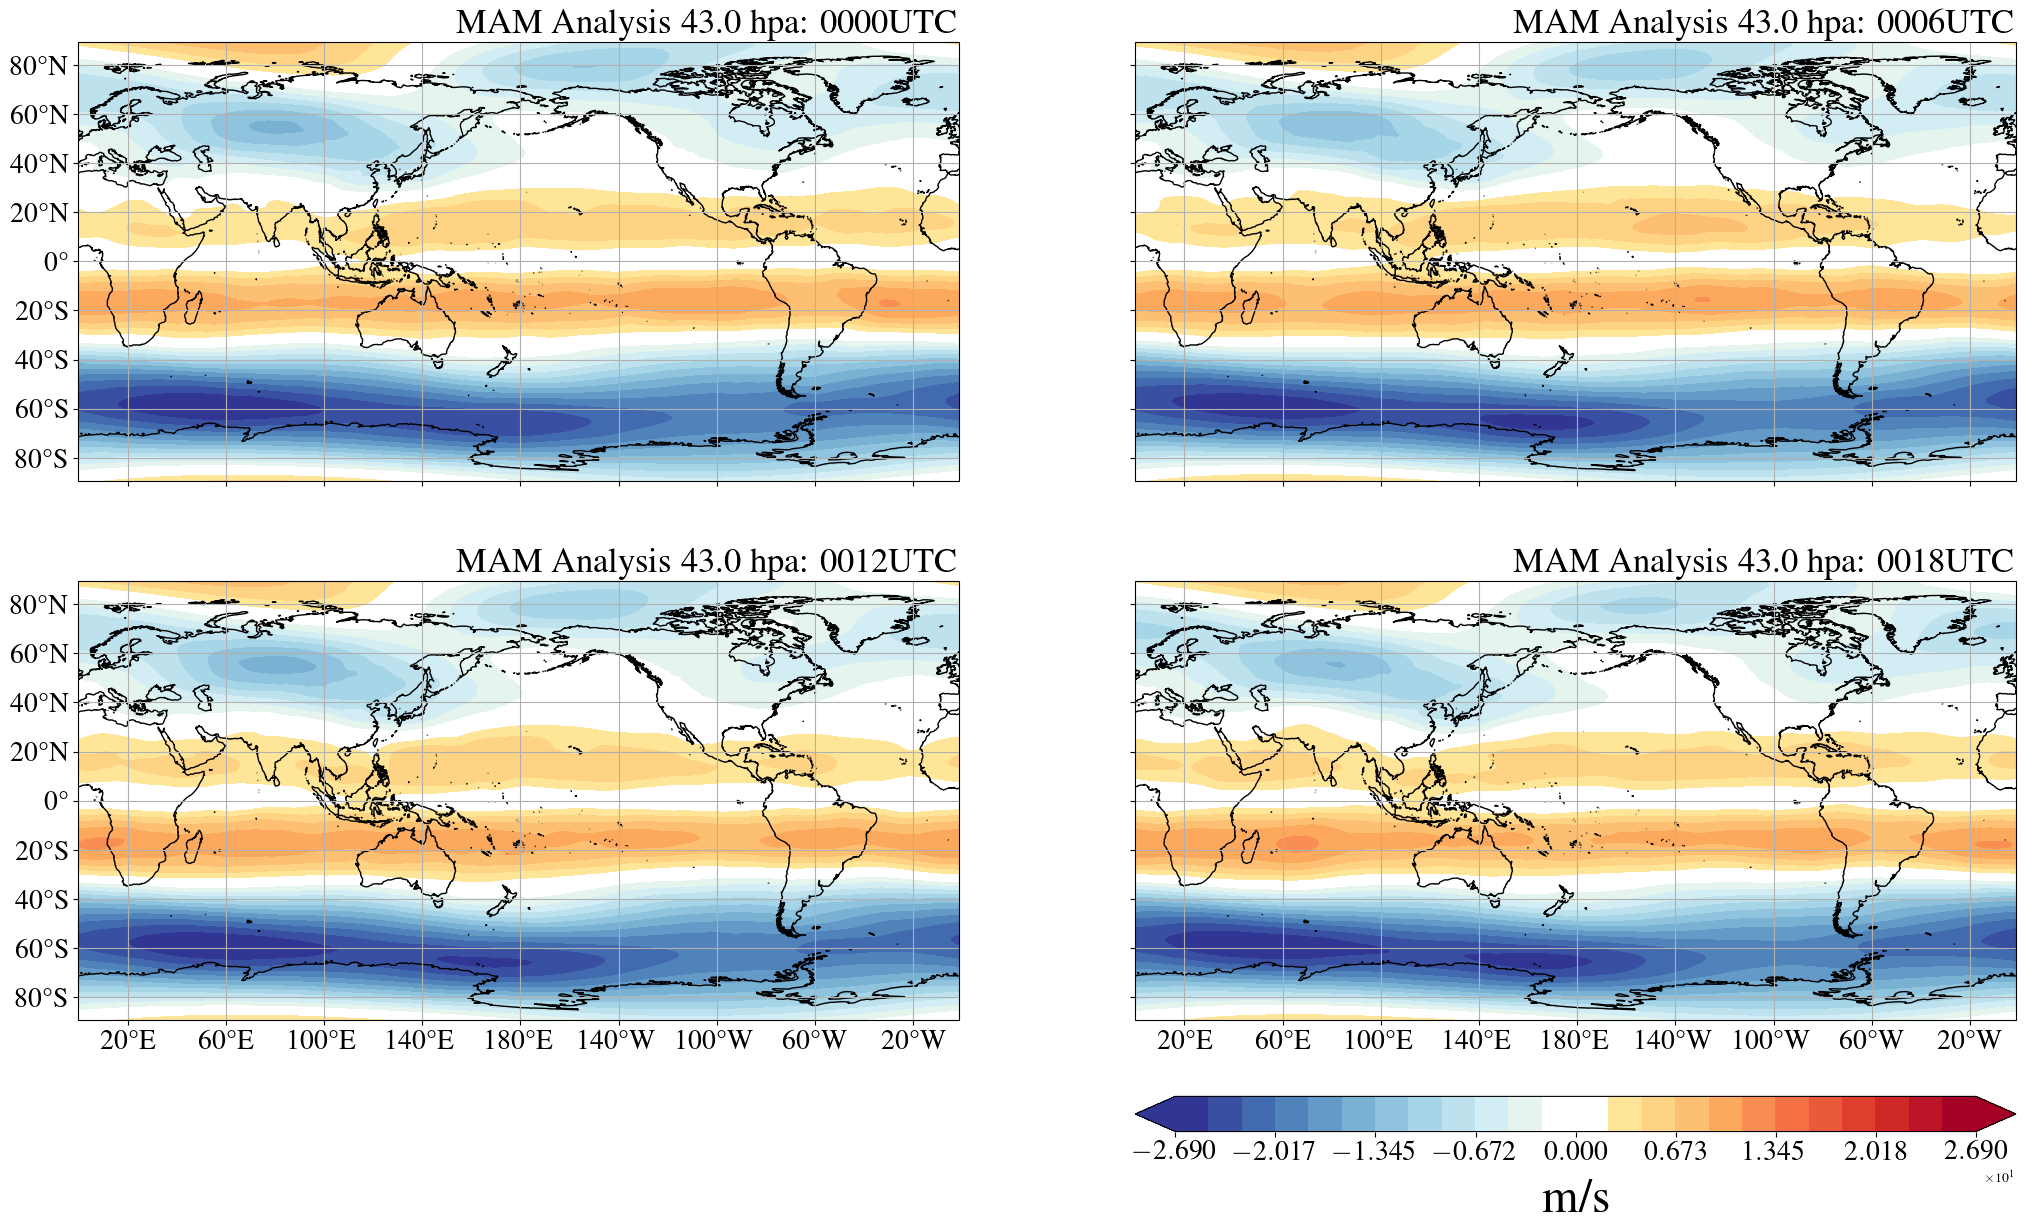 MAM Analysis 43.0 hpa: 0000UTC
MAM Analysis 43.0 hpa: 0006UTC
80°N
60°N
40°N
20°N
0°
20°S
40°S
60°S
80°S
MAM Analysis 43.0 hpa: 0012UTC
MAM Analysis 43.0 hpa: 0018UTC
80°N
60°N
40°N
20°N
0°
20°S
40°S
60°S
80°S
20°E 60°E 100°E 140°E 180°E 140°W 100°W 60°W 20°W
20°E 60°E 100°E 140°E 180°E 140°W 100°W 60°W 20°W
−2.690 −2.017 −1.345 −0.672 0.000 0.673 1.345 2.018 2.690
×10¹
m/s